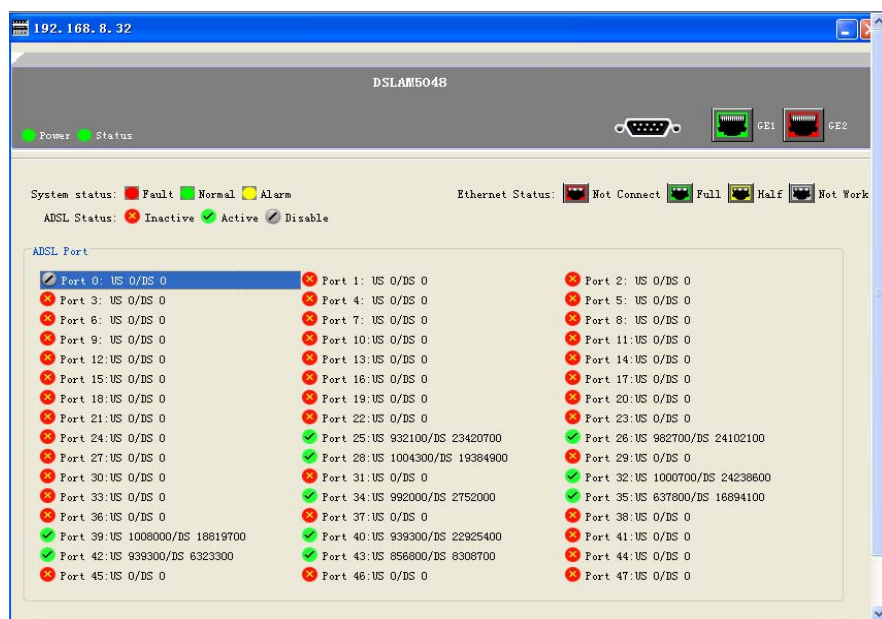 192.168.8.32
DSLAM5048
Power Status GE1 GE2
System status: Fault Normal Alarm Ethernet Status: Not Connect Full Half Not Work
ADSL Status: Inactive Active Disable
ADSL Port
Port 0: US 0/DS 0 Port 1: US 0/DS 0 Port 2: US 0/DS 0
Port 3: US 0/DS 0 Port 4: US 0/DS 0 Port 5: US 0/DS 0
Port 6: US 0/DS 0 Port 7: US 0/DS 0 Port 8: US 0/DS 0
Port 9: US 0/DS 0 Port 10:US 0/DS 0 Port 11:US 0/DS 0
Port 12:US 0/DS 0 Port 13:US 0/DS 0 Port 14:US 0/DS 0
Port 15:US 0/DS 0 Port 16:US 0/DS 0 Port 17:US 0/DS 0
Port 18:US 0/DS 0 Port 19:US 0/DS 0 Port 20:US 0/DS 0
Port 21:US 0/DS 0 Port 22:US 0/DS 0 Port 23:US 0/DS 0
Port 24:US 0/DS 0 Port 25:US 932100/DS 23420700 Port 26:US 982700/DS 24102100
Port 27:US 0/DS 0 Port 28:US 1004300/DS 19384900 Port 29:US 0/DS 0
Port 30:US 0/DS 0 Port 31:US 0/DS 0 Port 32:US 1000700/DS 24238600
Port 33:US 0/DS 0 Port 34:US 992000/DS 2752000 Port 35:US 637800/DS 16894100
Port 36:US 0/DS 0 Port 37:US 0/DS 0 Port 38:US 0/DS 0
Port 39:US 1008000/DS 18819700 Port 40:US 939300/DS 22925400 Port 41:US 0/DS 0
Port 42:US 939300/DS 6323300 Port 43:US 856800/DS 8308700 Port 44:US 0/DS 0
Port 45:US 0/DS 0 Port 46:US 0/DS 0 Port 47:US 0/DS 0